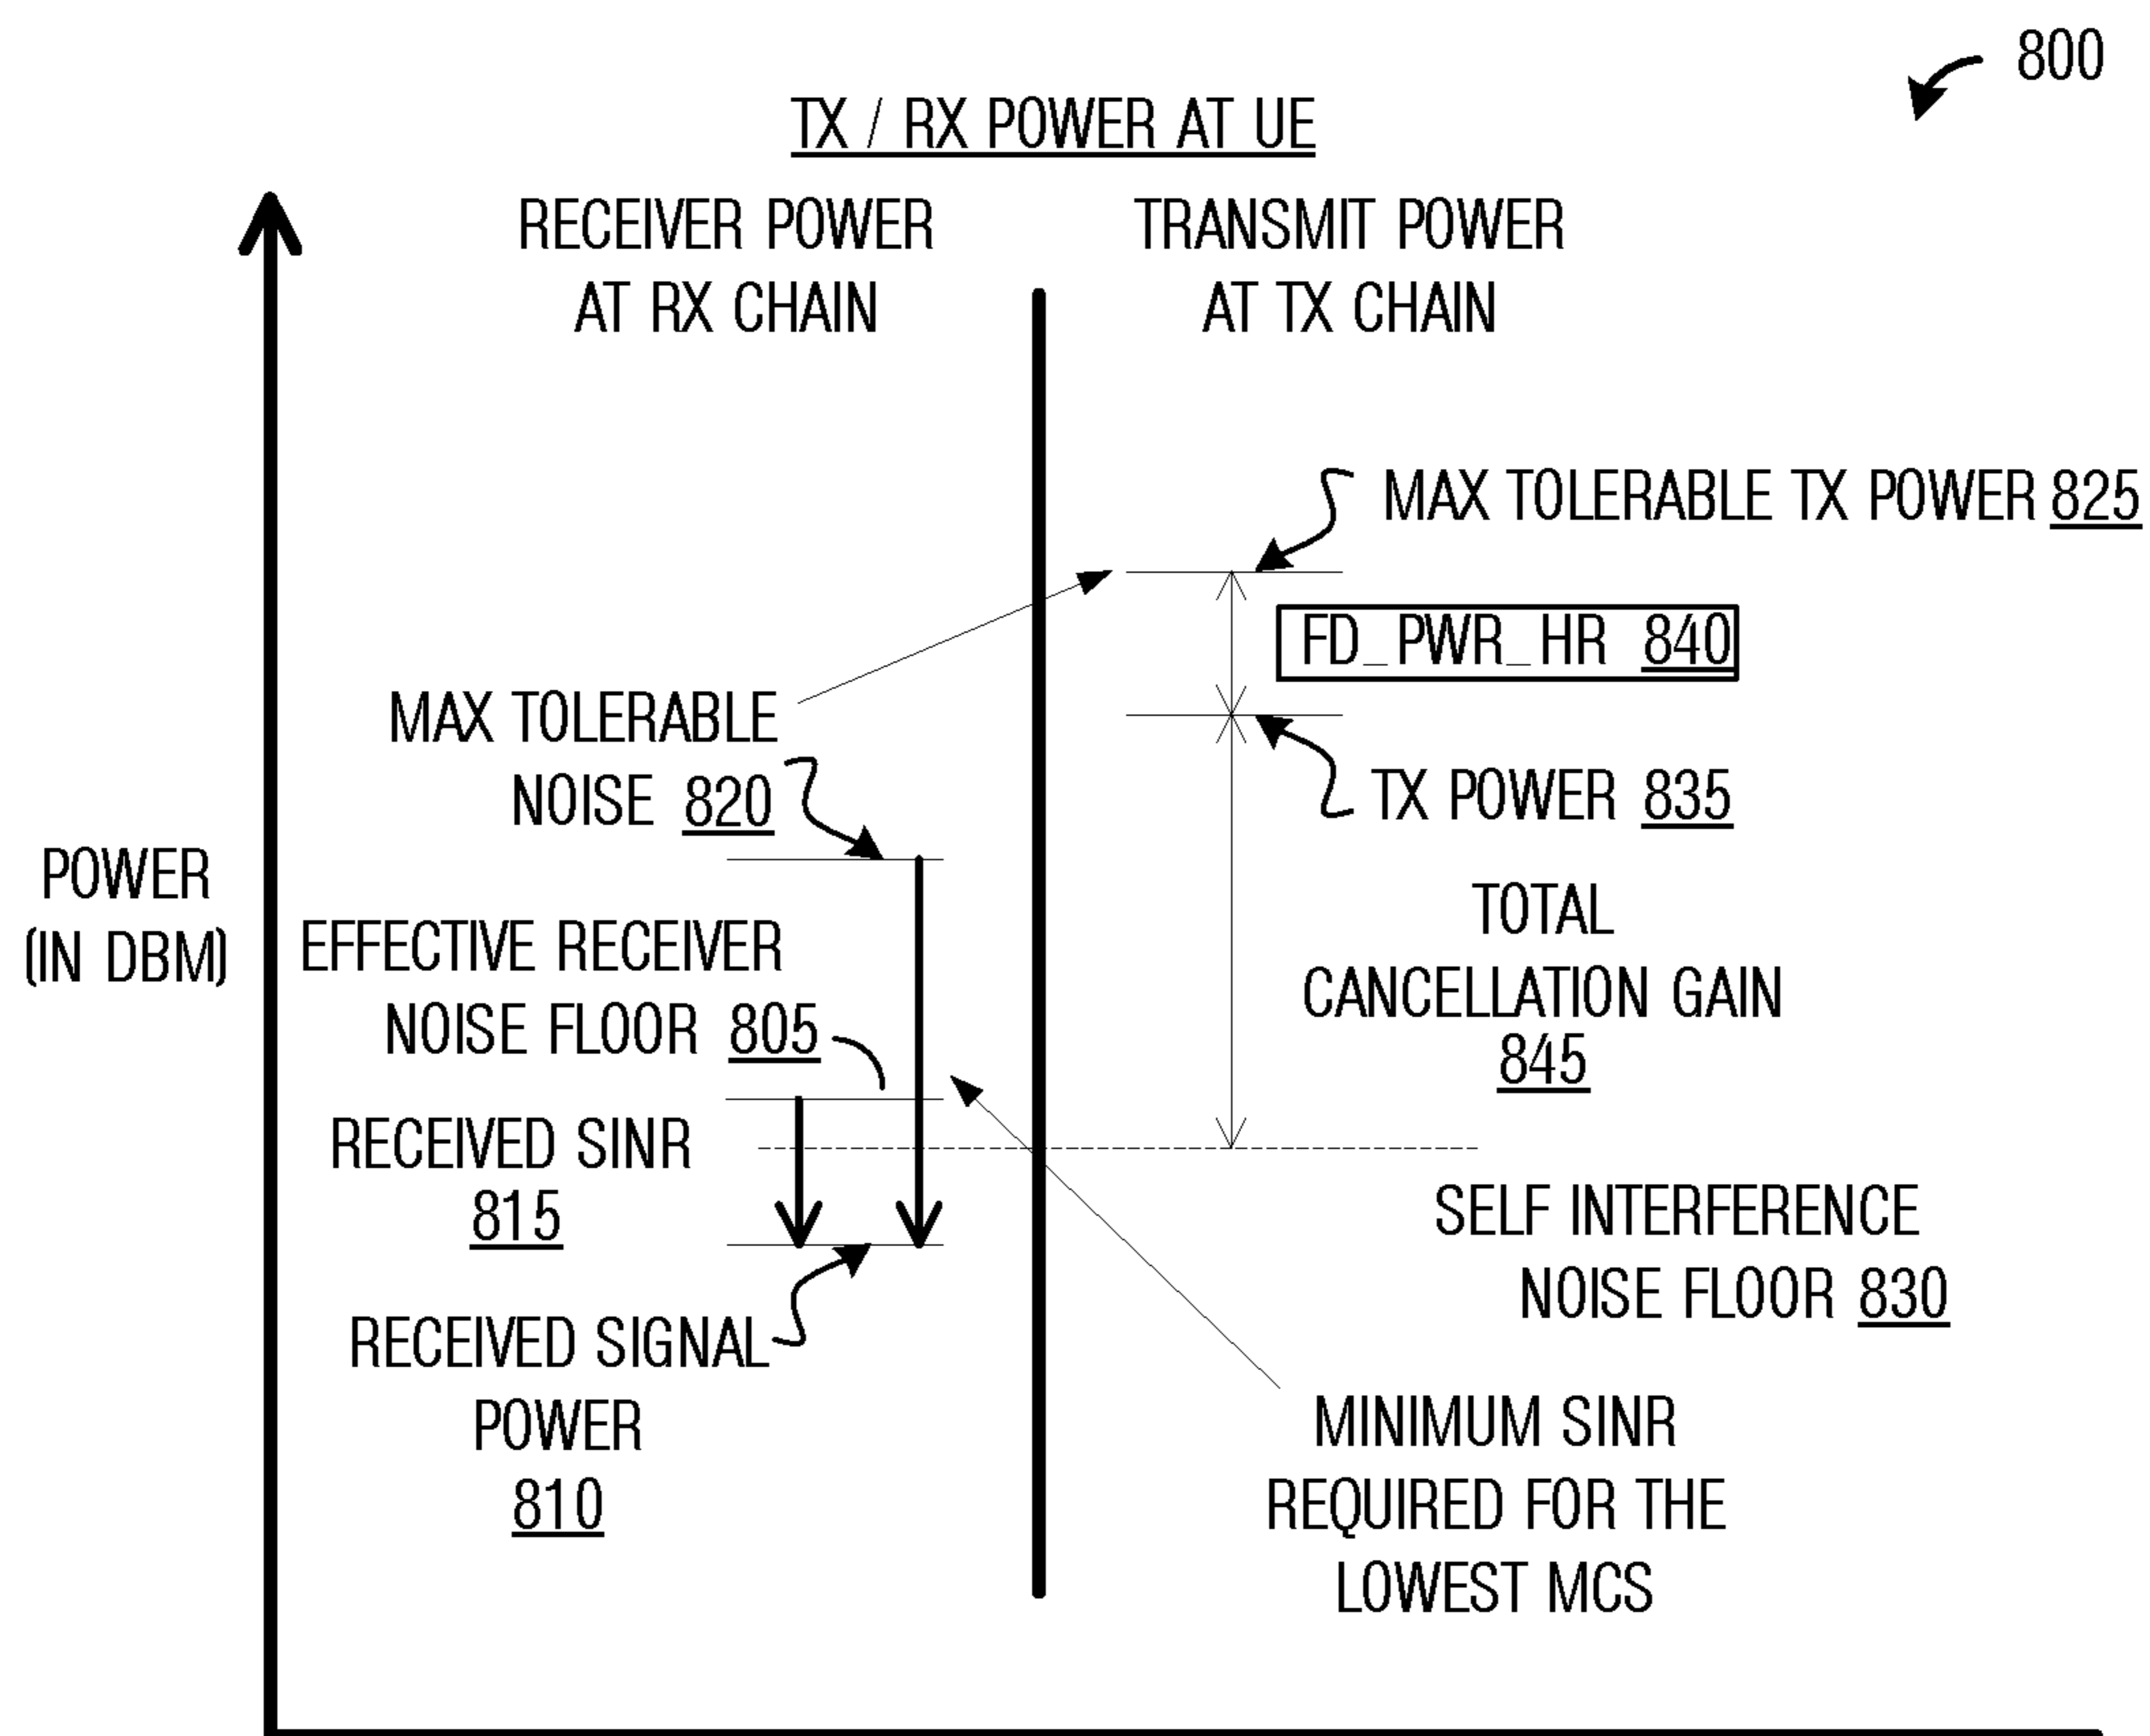 800
TX / RX POWER AT UE
RECEIVER POWER
AT RX CHAIN
TRANSMIT POWER
AT TX CHAIN
MAX TOLERABLE TX POWER 825
FD_PWR_HR 840
MAX TOLERABLE
NOISE 820
TX POWER 835
POWER
(IN DBM)
EFFECTIVE RECEIVER
NOISE FLOOR 805
TOTAL
CANCELLATION GAIN
845
RECEIVED SINR
815
SELF INTERFERENCE
NOISE FLOOR 830
RECEIVED SIGNAL
POWER
810
MINIMUM SINR
REQUIRED FOR THE
LOWEST MCS